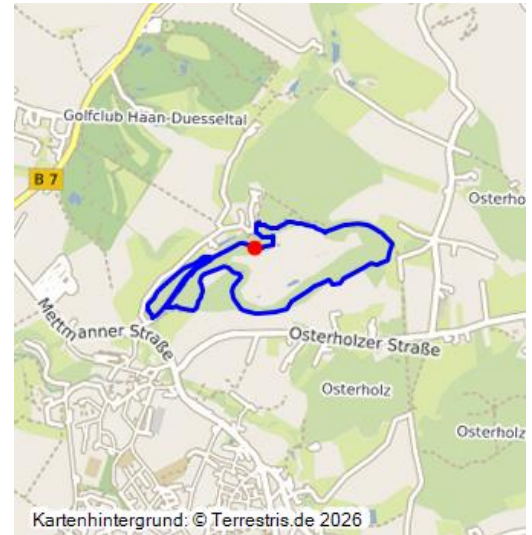 Golfclub Haan-Duesseltal
B 7
Osterho
Mettmanner Straße
Osterholzer Straße
Osterholz
Osterholz
Kartenhintergrund: © Terrestris.de 2026